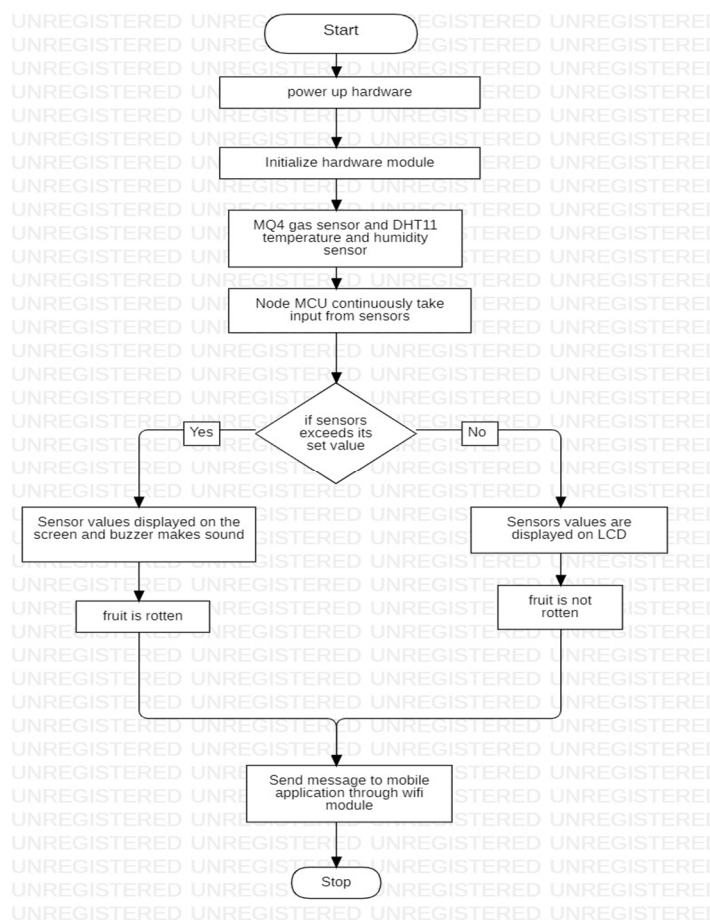 Start
power up hardware
Initialize hardware module
MQ4 gas sensor and DHT11
temperature and humidity
sensor
Node MCU continuously take
input from sensors
if sensors
exceeds its
set value
Yes
No
Sensor values displayed on the
screen and buzzer makes sound
Sensors values are
displayed on LCD
fruit is rotten
fruit is not
rotten
Send message to mobile
application through wifi
module
Stop
UNREGISTERED